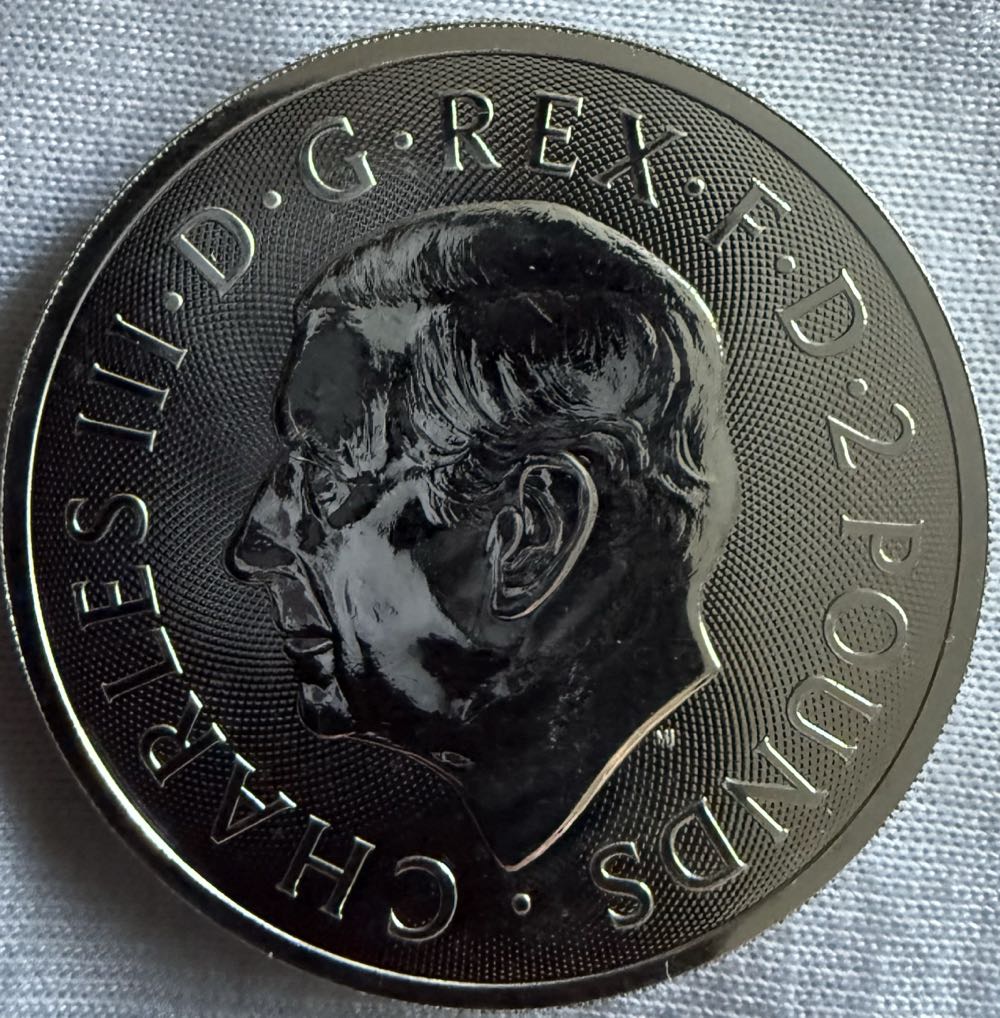 CHARLES III · D · G · REX · F · D · 2 POUNDS ·